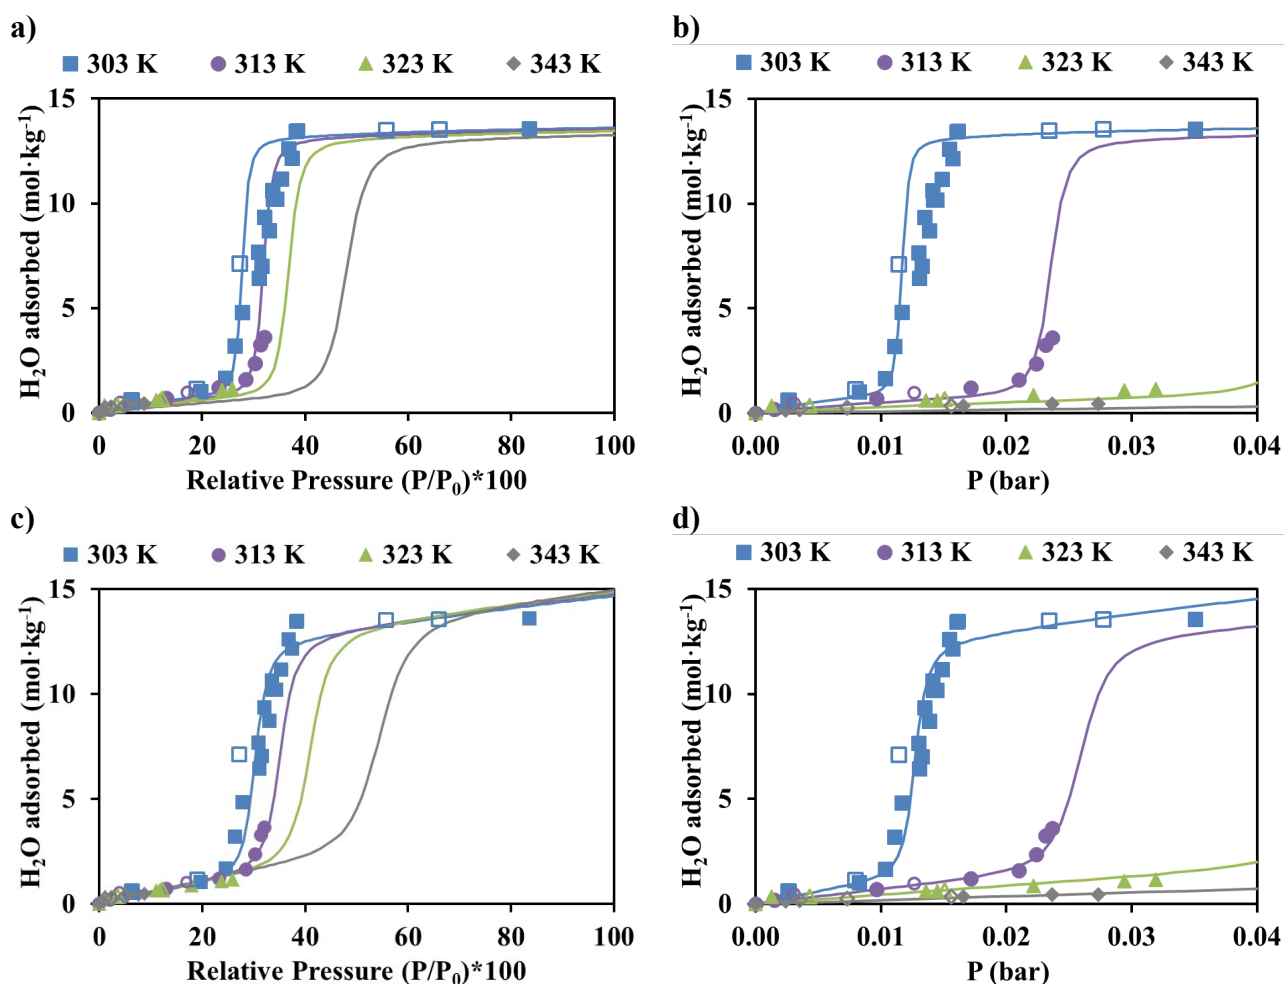 a)
303 K 313 K 323 K 343 K
H₂O adsorbed (mol·kg⁻¹)
15
10
5
0
0 20 40 60 80 100
Relative Pressure (P/P₀)*100
b)
303 K 313 K 323 K 343 K
H₂O adsorbed (mol·kg⁻¹)
15
10
5
0
0.00 0.01 0.02 0.03 0.04
P (bar)
c)
303 K 313 K 323 K 343 K
H₂O adsorbed (mol·kg⁻¹)
15
10
5
0
0 20 40 60 80 100
Relative Pressure (P/P₀)*100
d)
303 K 313 K 323 K 343 K
H₂O adsorbed (mol·kg⁻¹)
15
10
5
0
0.00 0.01 0.02 0.03 0.04
P (bar)